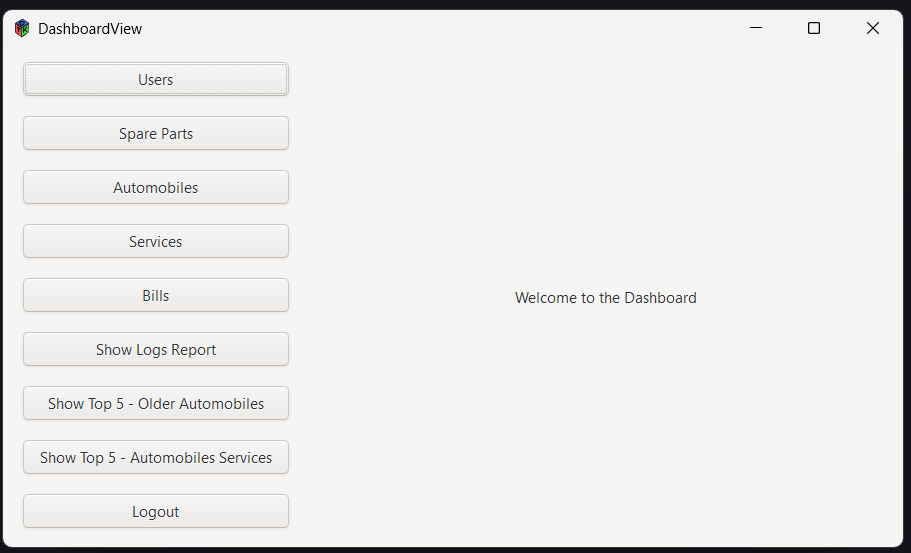 DashboardView
Users
Spare Parts
Automobiles
Services
Bills
Show Logs Report
Show Top 5 - Older Automobiles
Show Top 5 - Automobiles Services
Logout
Welcome to the Dashboard